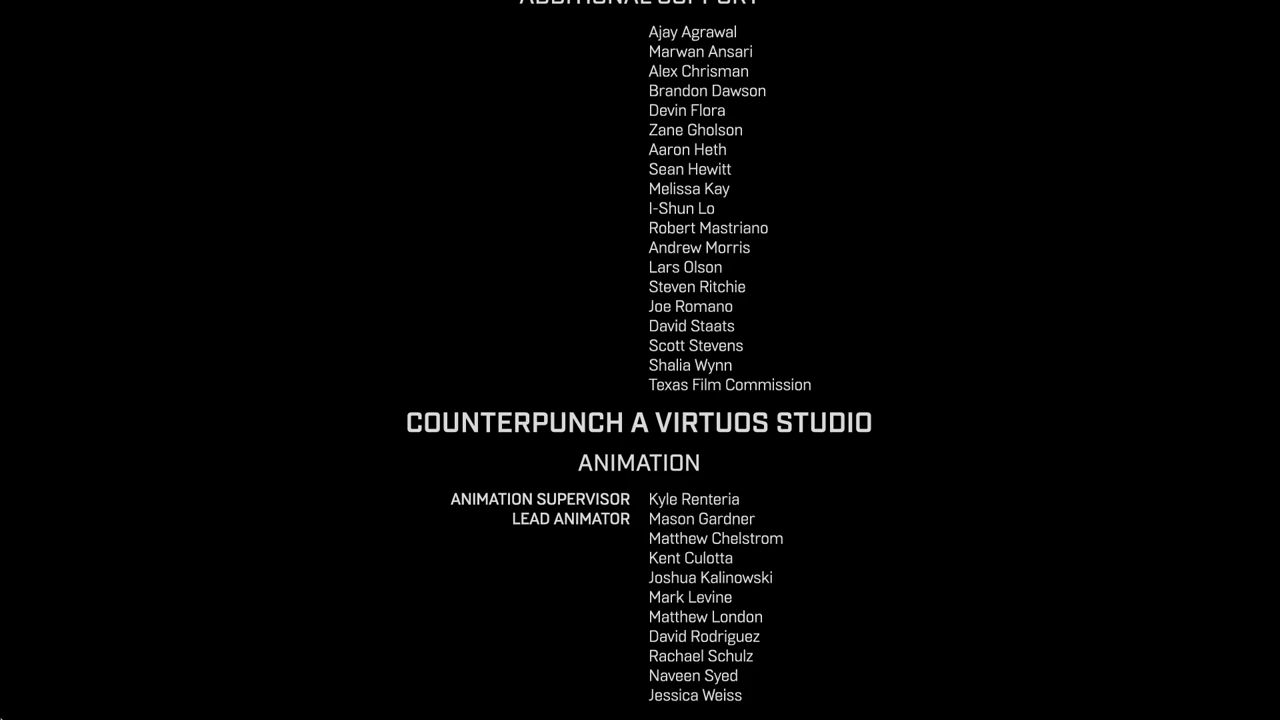 ADDITIONAL SUPPORT
Ajay Agrawal
Marwan Ansari
Alex Chrisman
Brandon Dawson
Devin Flora
Zane Gholson
Aaron Heth
Sean Hewitt
Melissa Kay
I-Shun Lo
Robert Mastriano
Andrew Morris
Lars Olson
Steven Ritchie
Joe Romano
David Staats
Scott Stevens
Shalia Wynn
Texas Film Commission
COUNTERPUNCH A VIRTUOS STUDIO
ANIMATION
ANIMATION SUPERVISOR Kyle Renteria
LEAD ANIMATOR Mason Gardner
Matthew Chelstrom
Kent Culotta
Joshua Kalinowski
Mark Levine
Matthew London
David Rodriguez
Rachael Schulz
Naveen Syed
Jessica Weiss